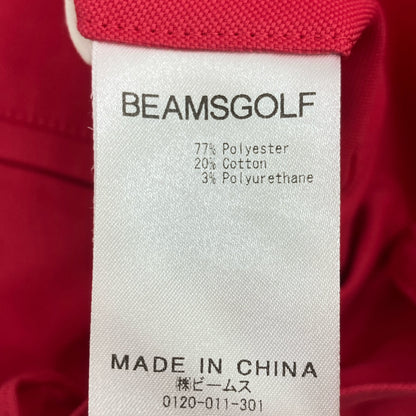 BEAMSGOLF
77% Polyester
20% Cotton
3% Polyurethane
MADE IN CHINA
㈱ビームス
0120-011-301